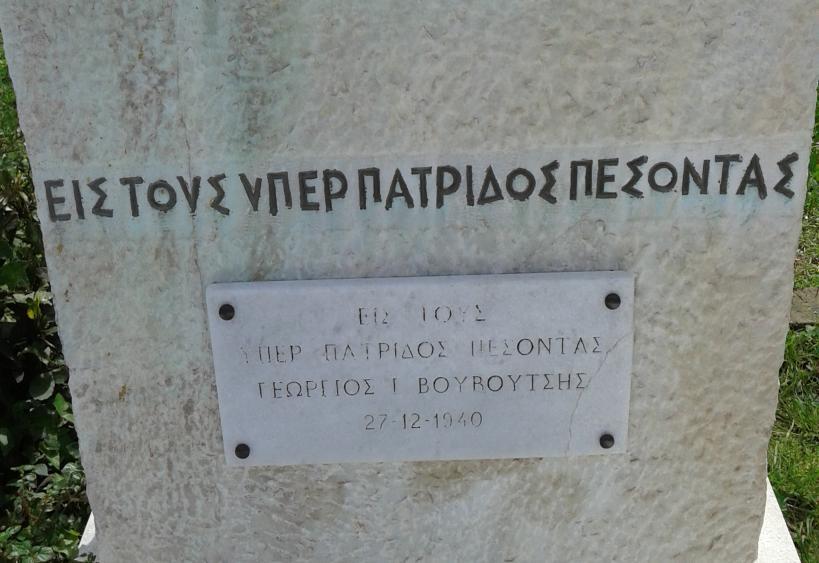 ΕΙΣ ΤΟΥΣ ΥΠΕΡ ΠΑΤΡΙΔΟΣ ΠΕΣΟΝΤΑΣ
ΕΙΣ ΤΟΥΣ
ΥΠΕΡ ΠΑΤΡΙΔΟΣ ΠΕΣΟΝΤΑΣ
ΓΕΩΡΓΙΟΣ Γ ΒΟΥΒΟΥΤΣΗΣ
27-12-1940